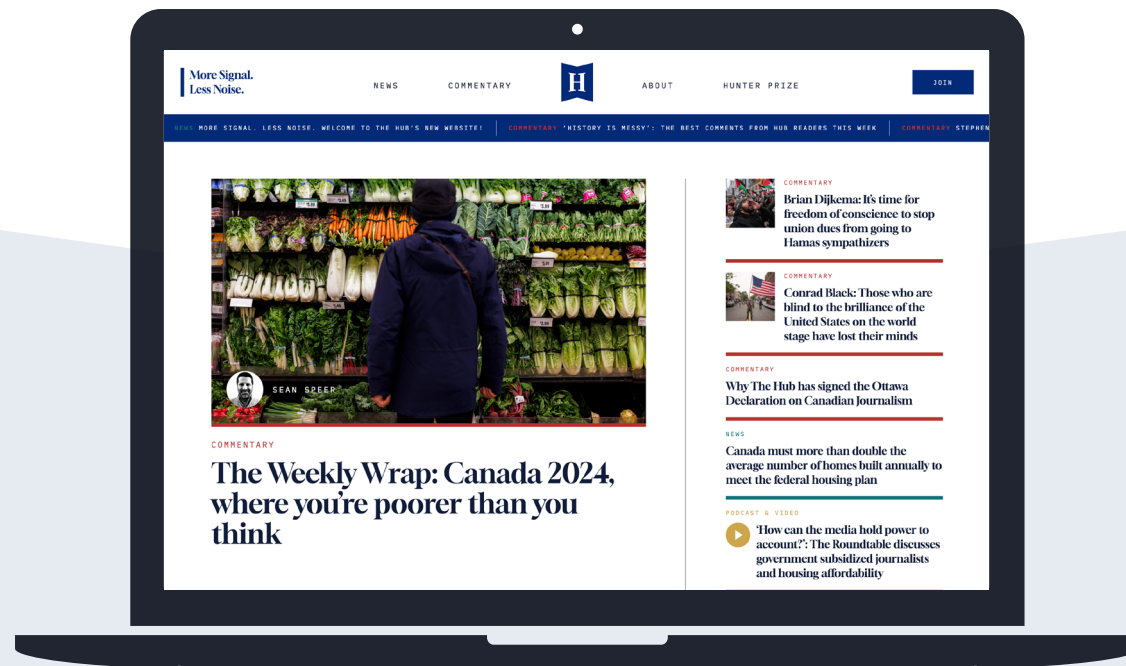 More Signal.
Less Noise.
NEWS
COMMENTARY
H
ABOUT
HUNTER PRIZE
JOIN
NEWS MORE SIGNAL. LESS NOISE. WELCOME TO THE HUB'S NEW WEBSITE!
COMMENTARY 'HISTORY IS MESSY': THE BEST COMMENTS FROM HUB READERS THIS WEEK
COMMENTARY STEPHEN
SEAN SPEER
COMMENTARY
The Weekly Wrap: Canada 2024,
where you're poorer than you
think
COMMENTARY
Brian Dijkema: It's time for
freedom of conscience to stop
union dues from going to
Hamas sympathizers
COMMENTARY
Conrad Black: Those who are
blind to the brilliance of the
United States on the world
stage have lost their minds
COMMENTARY
Why The Hub has signed the Ottawa
Declaration on Canadian Journalism
NEWS
Canada must more than double the
average number of homes built annually to
meet the federal housing plan
PODCAST & VIDEO
'How can the media hold power to
account?': The Roundtable discusses
government subsidized journalists
and housing affordability